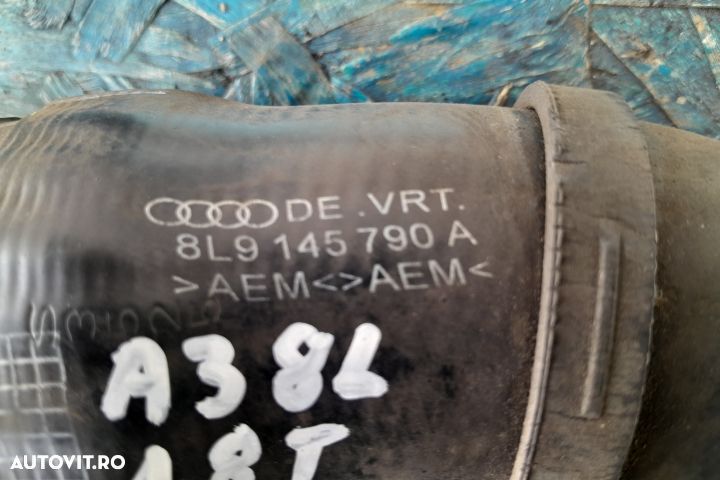 DE .VRT.
8L9 145 790 A
>AEM<>AEM<
A3 8L
1.8T
AUTOVIT.RO